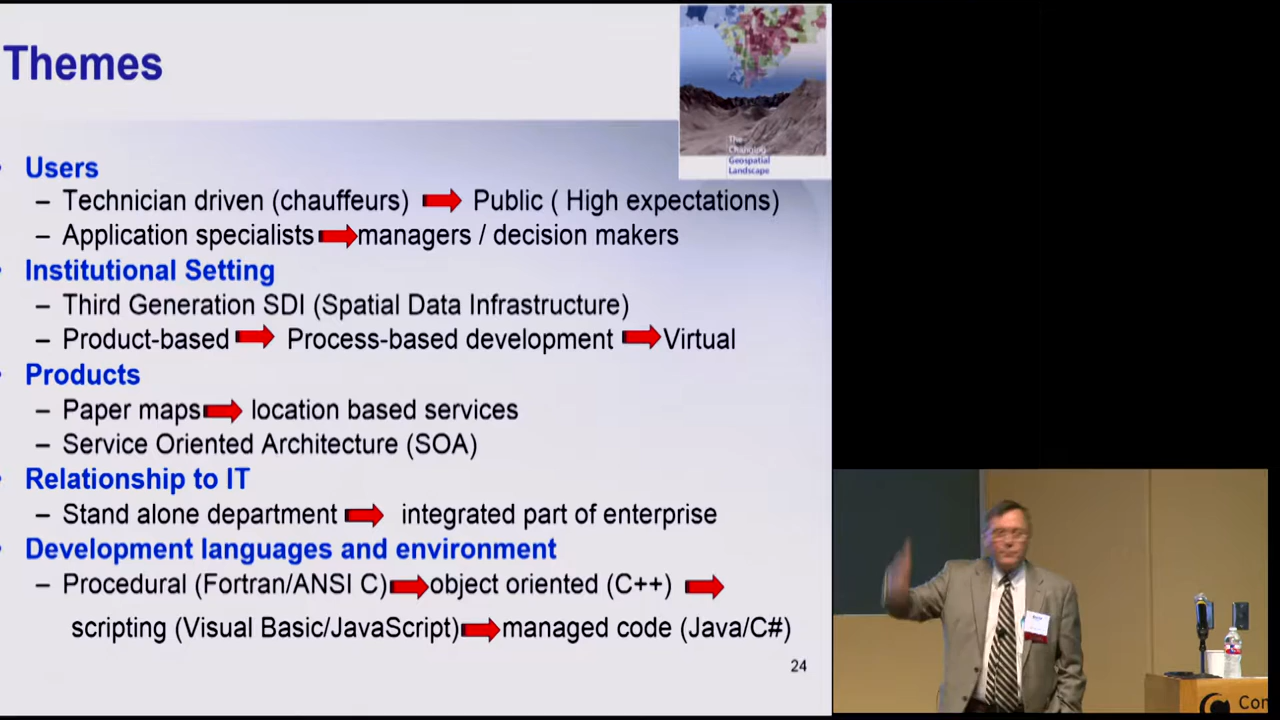 Themes
The
Changing
Geospatial
Landscape
• Users
– Technician driven (chauffeurs) Public ( High expectations)
– Application specialists managers / decision makers
• Institutional Setting
– Third Generation SDI (Spatial Data Infrastructure)
– Product-based Process-based development Virtual
• Products
– Paper maps location based services
– Service Oriented Architecture (SOA)
• Relationship to IT
– Stand alone department integrated part of enterprise
• Development languages and environment
– Procedural (Fortran/ANSI C) object oriented (C++)
scripting (Visual Basic/JavaScript) managed code (Java/C#)
24
Con